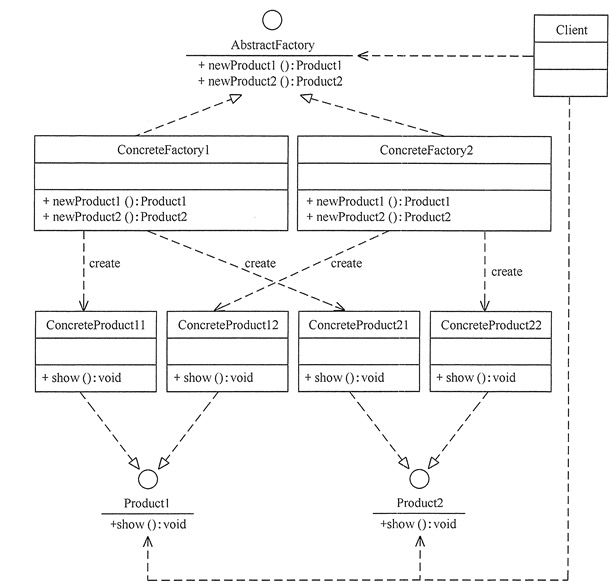 Client
AbstractFactory
+ newProduct1 ():Product1
+ newProduct2 ():Product2
ConcreteFactory1
+ newProduct1 ():Product1
+ newProduct2 ():Product2
ConcreteFactory2
+ newProduct1 ():Product1
+ newProduct2 ():Product2
create
create
create
create
ConcreteProduct11
+ show ():void
ConcreteProduct12
+ show ():void
ConcreteProduct21
+ show ():void
ConcreteProduct22
+ show ():void
Product1
+show ():void
Product2
+show ():void